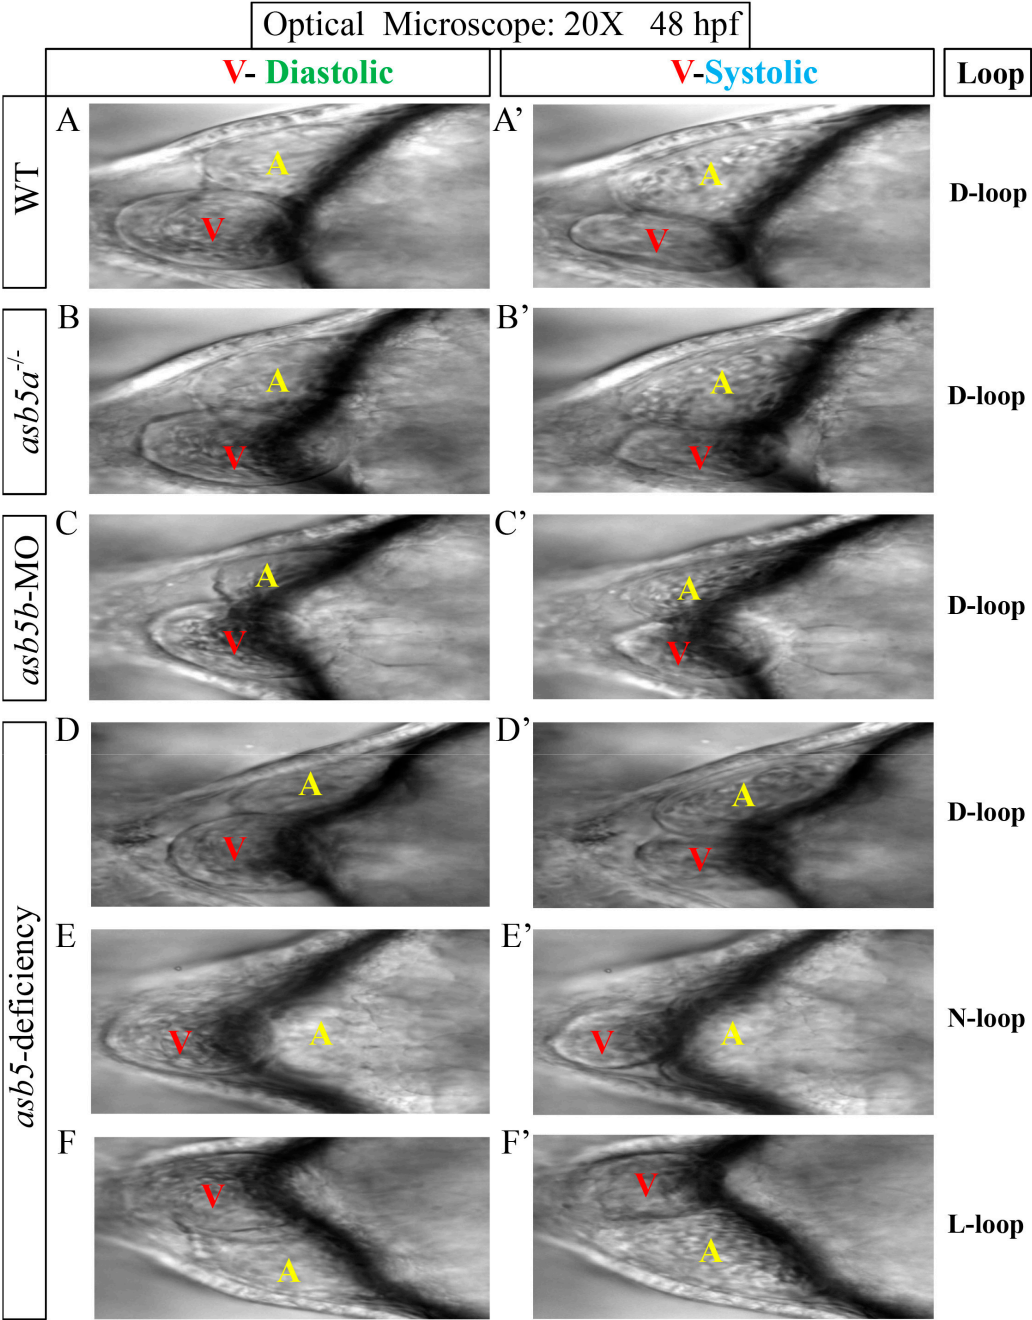 Optical Microscope: 20X 48 hpf
V- Diastolic
V-Systolic
Loop
WT
A
A
V
A'
A
V
D-loop
asb5a-/-
B
A
V
B'
A
V
D-loop
asb5b-MO
C
A
V
C'
A
V
D-loop
asb5-deficiency
D
A
V
D'
A
V
D-loop
E
V
A
E'
V
A
N-loop
F
V
A
F'
V
A
L-loop